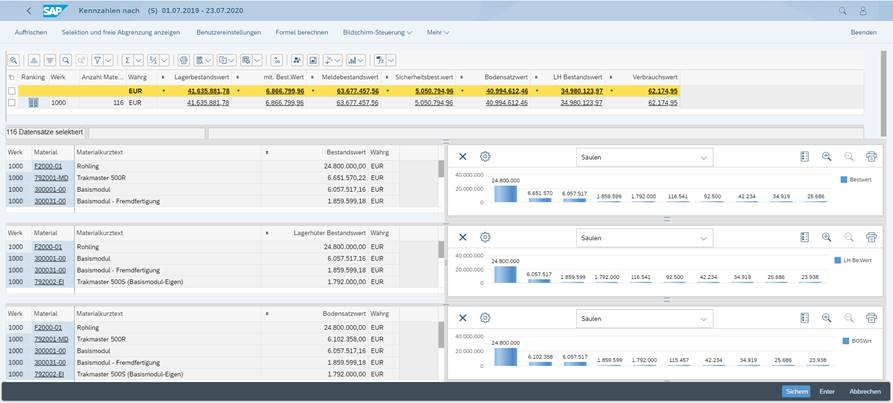 SAP Kennzahlen nach (S) 01.07.2019 - 23.07.2020
Auffrischen Selektion und freie Abgrenzung anzeigen Benutzereinstellungen Formel berechnen Bildschirm-Steuerung Mehr Beenden
Ranking Werk Anzahl Mate... Währg Lagerbestandswert mit. Best.Wert Meldebestandswert Sicherheitsbest.wert Bodensatzwert LH Bestandswert Verbrauchswert
EUR 41.635.881,78 6.866.799,96 63.677.457,56 5.050.794,96 40.994.612,46 34.980.123,97 62.174,95
1000 116 EUR 41.635.881,78 6.866.799,96 63.677.457,56 5.050.794,96 40.994.612,46 34.980.123,97 62.174,95
116 Datensätze selektiert
Werk Material Materialkurztext Bestandswert Währg
1000 F2000-01 Rohling 24.800.000,00 EUR
1000 792001-MD Trakmaster 500R 6.651.570,22 EUR
1000 300001-00 Basismodul 6.057.517,16 EUR
1000 300031-00 Basismodul - Fremdfertigung 1.859.599,18 EUR
Säulen
40.000.000
20.000.000
24.800.000 6.651.570 6.057.517 1.859.599 1.792.000 116.541 92.500 42.234 34.919 25.686
Bestwert
Werk Material Materialkurztext Lagerhüter Bestandswert Währg
1000 F2000-01 Rohling 24.800.000,00 EUR
1000 300001-00 Basismodul 6.057.517,16 EUR
1000 300031-00 Basismodul - Fremdfertigung 1.859.599,18 EUR
1000 792002-EI Trakmaster 500S (Basismodul-Eigen) 1.792.000,00 EUR
Säulen
40.000.000
20.000.000
24.800.000 6.057.517 1.859.599 1.792.000 116.541 92.500 42.234 34.919 25.686 23.938
LH Be.Wert
Werk Material Materialkurztext Bodensatzwert Währg
1000 F2000-01 Rohling 24.800.000,00 EUR
1000 792001-MD Trakmaster 500R 6.102.358,00 EUR
1000 300001-00 Basismodul 6.057.517,16 EUR
1000 300031-00 Basismodul - Fremdfertigung 1.859.599,18 EUR
1000 792002-EI Trakmaster 500S (Basismodul-Eigen) 1.792.000,00 EUR
Säulen
40.000.000
20.000.000
24.800.000 6.102.358 6.057.517 1.859.599 1.792.000 115.457 42.234 34.919 25.686 23.938
BOSWrt
Sichern Enter Abbrechen